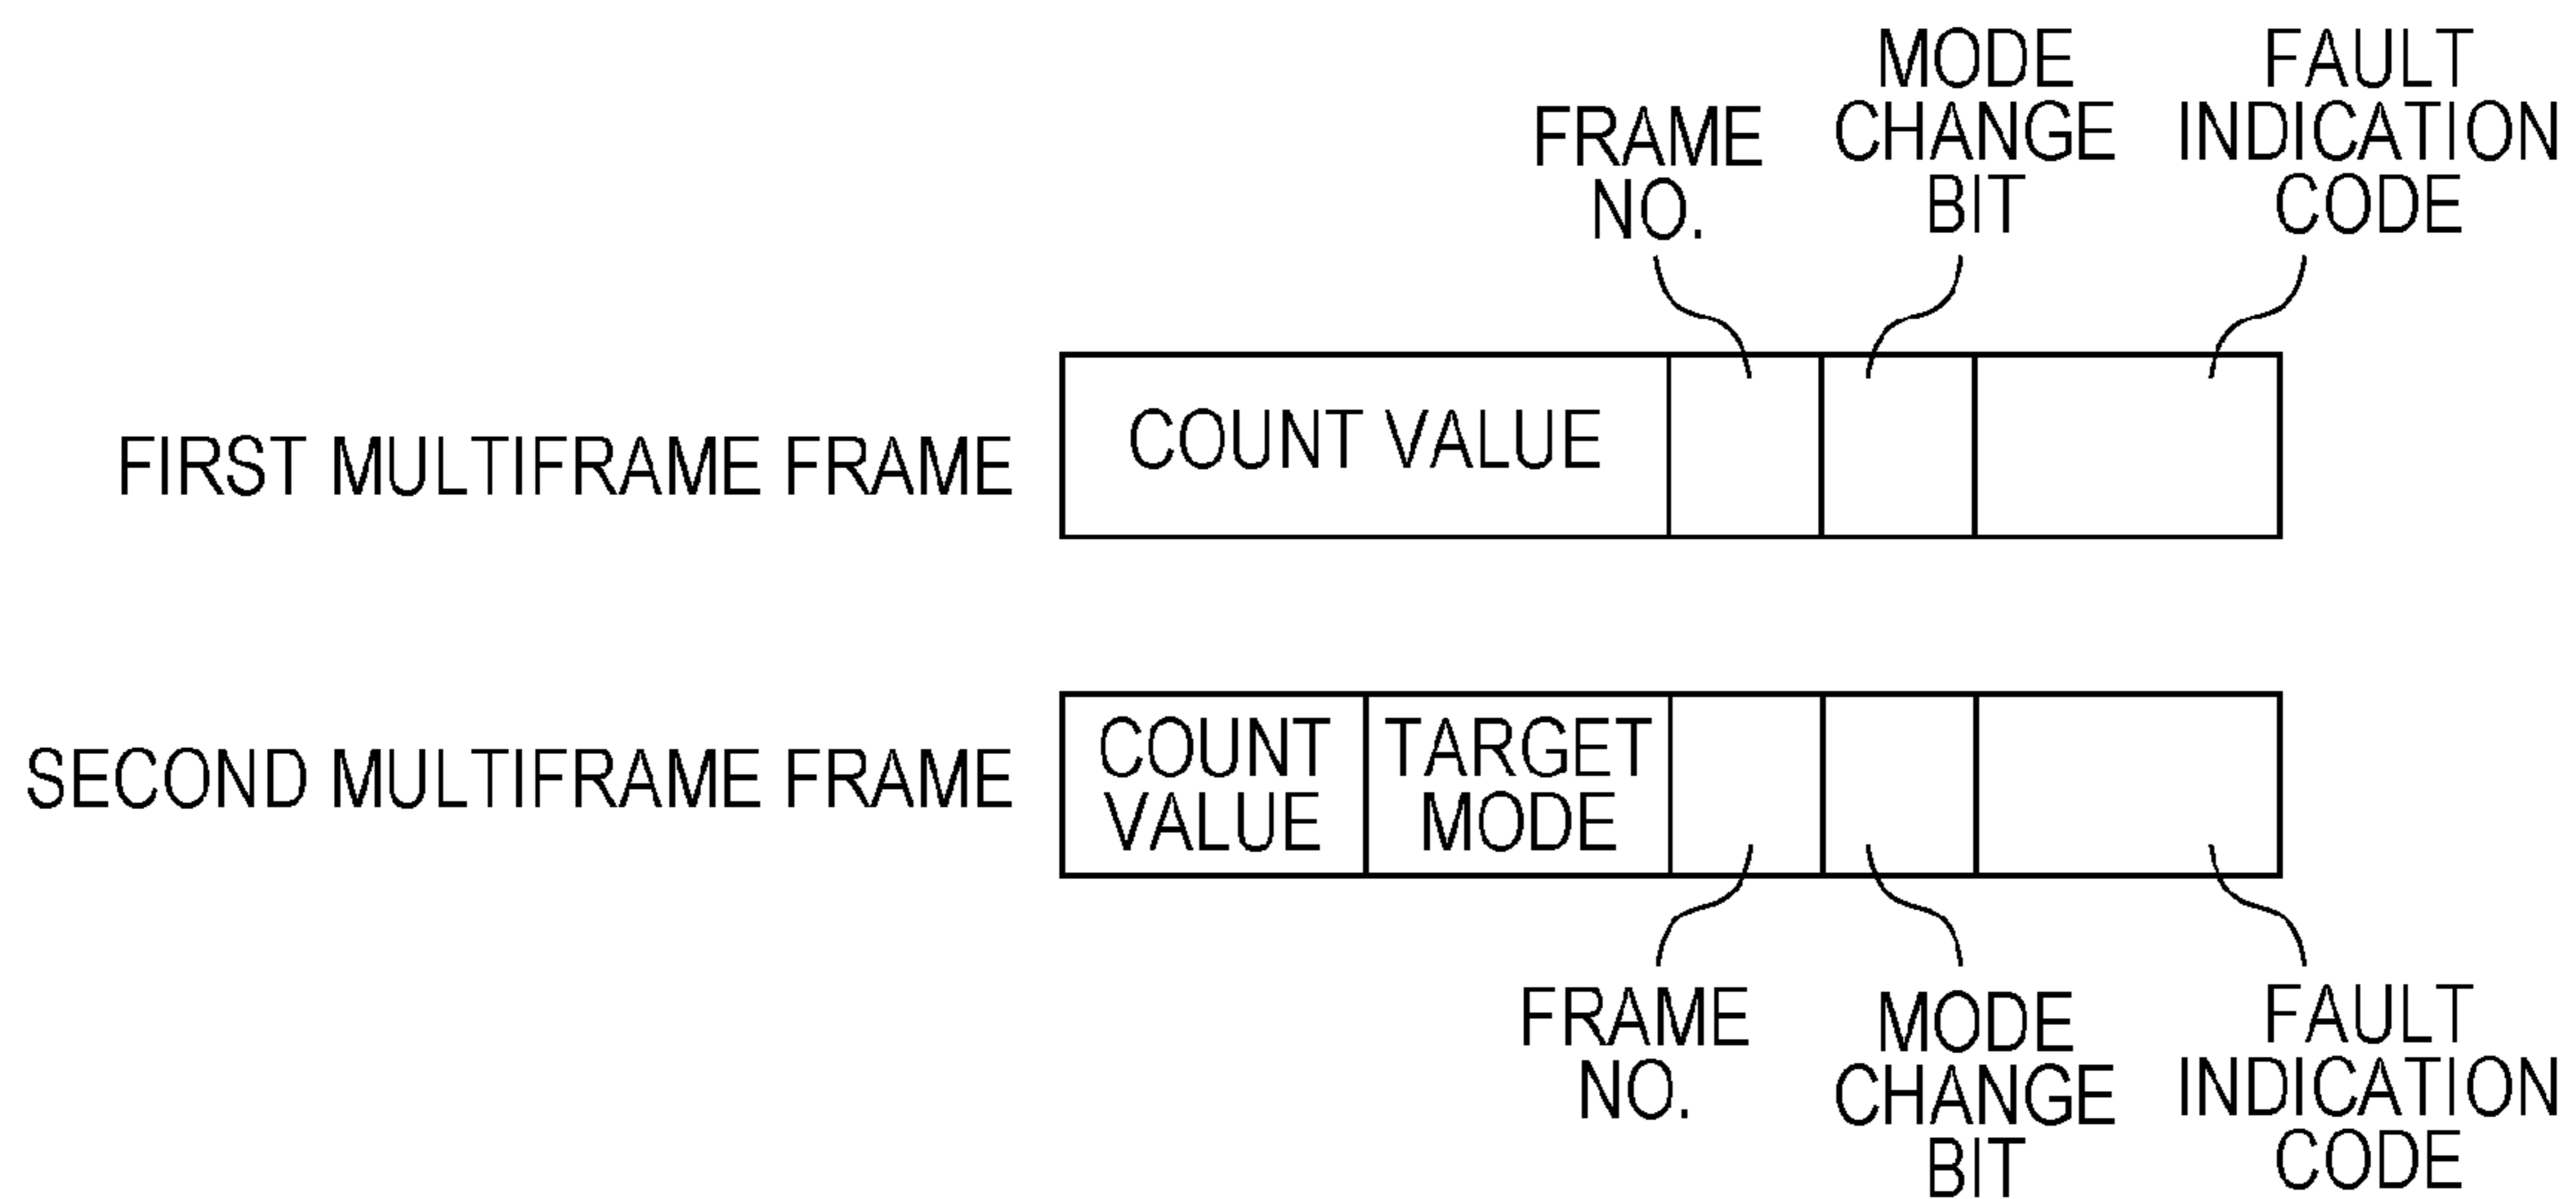 FRAME
NO.
MODE
CHANGE
BIT
FAULT
INDICATION
CODE
FIRST MULTIFRAME FRAME
COUNT VALUE
SECOND MULTIFRAME FRAME
COUNT
VALUE
TARGET
MODE
FRAME
NO.
MODE
CHANGE
BIT
FAULT
INDICATION
CODE